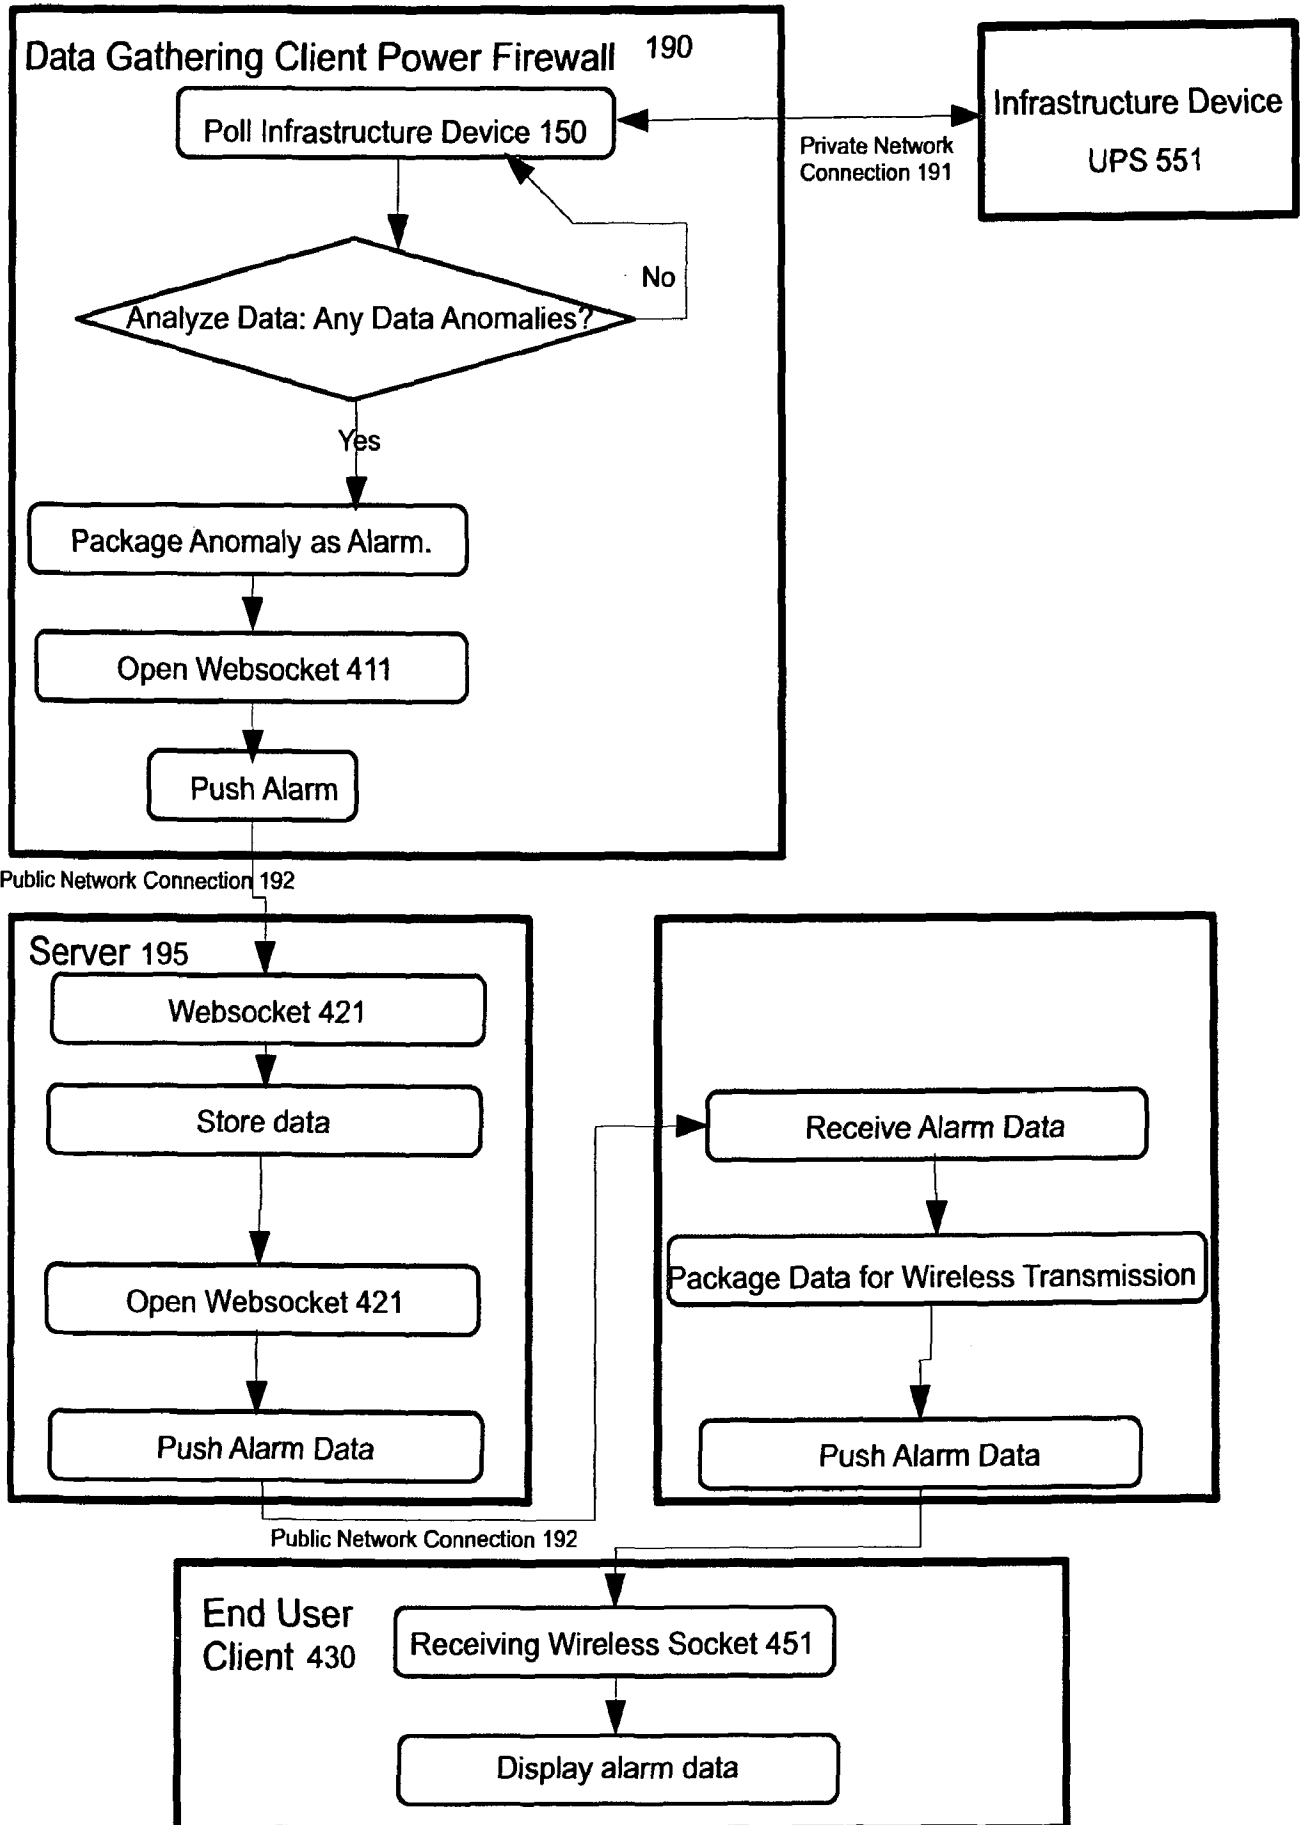 Data Gathering Client Power Firewall 190
Poll Infrastructure Device 150
Private Network
Connection 191
Infrastructure Device
UPS 551
No
Analyze Data: Any Data Anomalies?
Yes
Package Anomaly as Alarm.
Open Websocket 411
Push Alarm
Public Network Connection 192
Server 195
Websocket 421
Store data
Open Websocket 421
Push Alarm Data
Receive Alarm Data
Package Data for Wireless Transmission
Push Alarm Data
Public Network Connection 192
End User
Client 430
Receiving Wireless Socket 451
Display alarm data